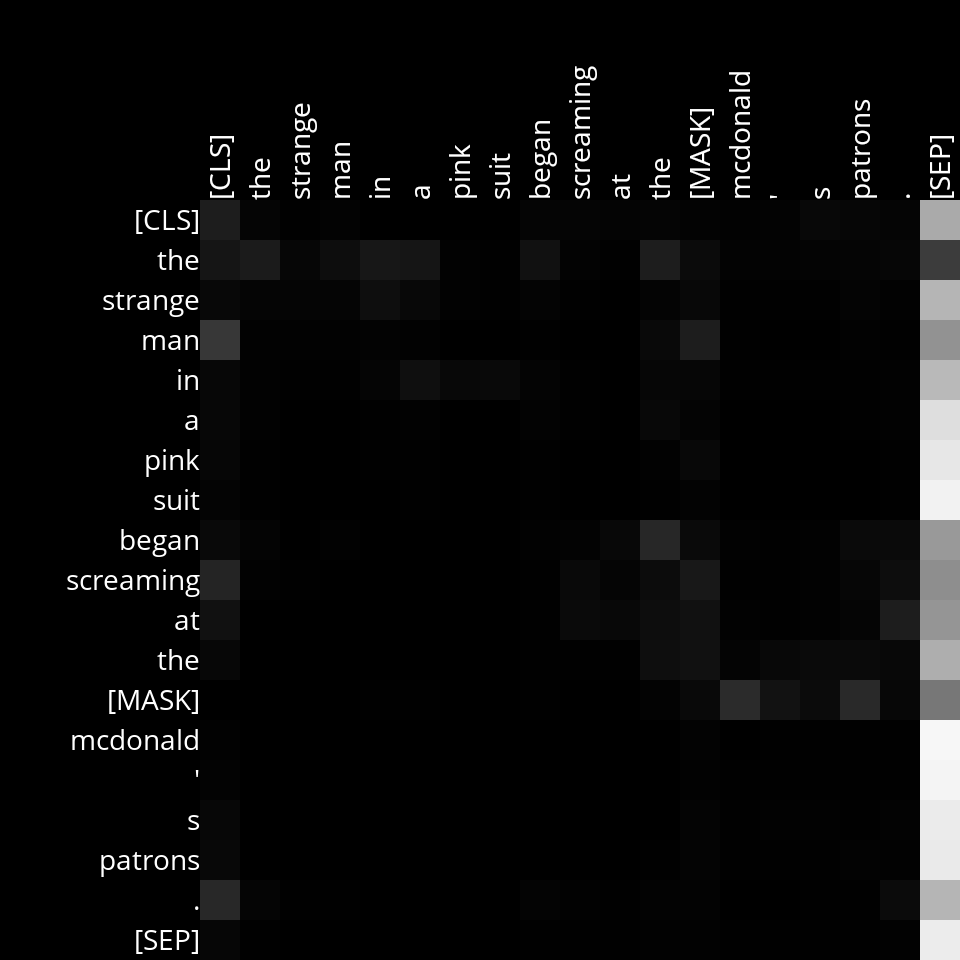 [CLS] the strange man in a pink suit began screaming at the [MASK] mcdonald ' s patrons . [SEP]
[CLS]
the
strange
man
in
a
pink
suit
began
screaming
at
the
[MASK]
mcdonald
'
s
patrons
.
[SEP]